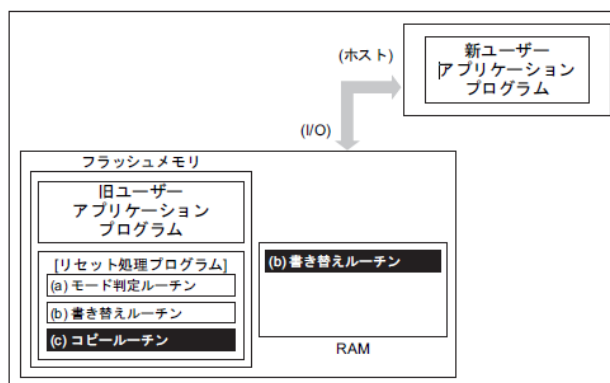 (ホスト)
新ユーザー
アプリケーション
プログラム
(I/O)
フラッシュメモリ
旧ユーザー
アプリケーション
プログラム
[リセット処理プログラム]
(a) モード判定ルーチン
(b) 書き替えルーチン
(c) コピールーチン
(b) 書き替えルーチン
RAM